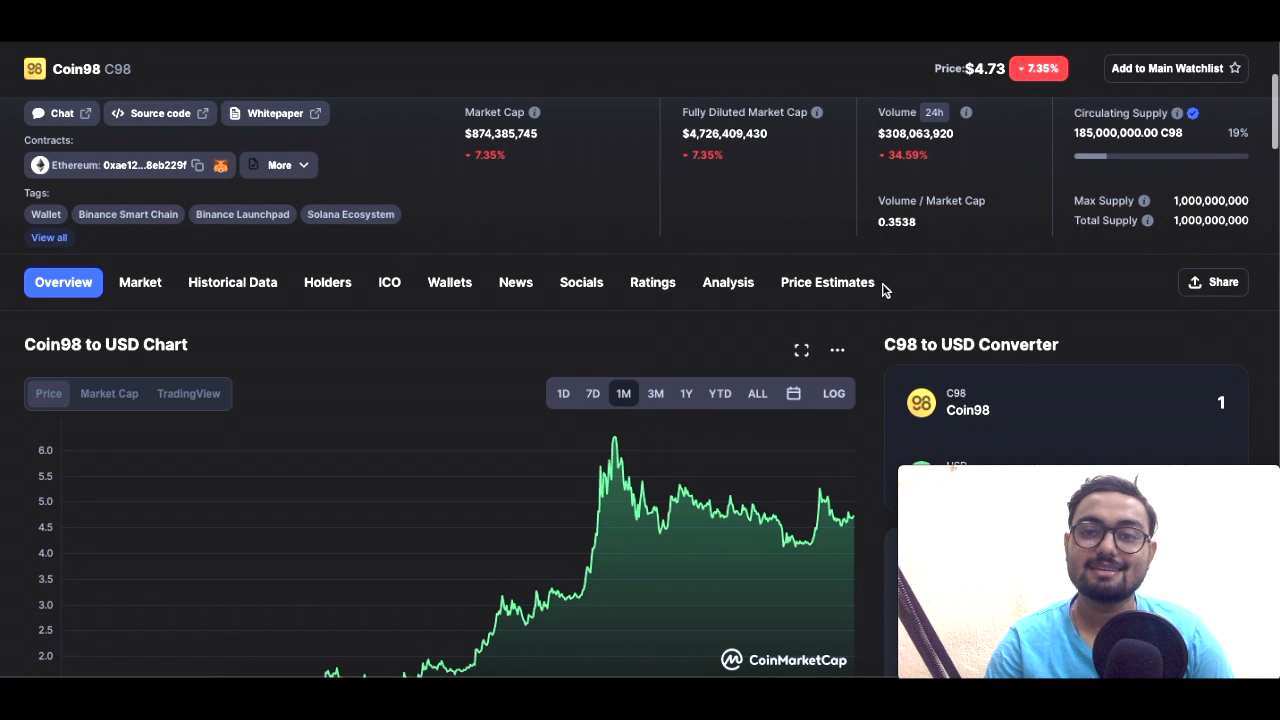 98 Coin98 C98
Price:$4.73 7.35%
Add to Main Watchlist
Chat
Source code
Whitepaper
Contracts:
Ethereum: 0xae12...8eb229f
More
Tags:
Wallet
Binance Smart Chain
Binance Launchpad
Solana Ecosystem
View all
Market Cap
$874,385,745
7.35%
Fully Diluted Market Cap
$4,726,409,430
7.35%
Volume 24h
$308,063,920
34.59%
Volume / Market Cap
0.3538
Circulating Supply
185,000,000.00 C98 19%
Max Supply 1,000,000,000
Total Supply 1,000,000,000
Overview
Market
Historical Data
Holders
ICO
Wallets
News
Socials
Ratings
Analysis
Price Estimates
Share
Coin98 to USD Chart
Price
Market Cap
TradingView
1D
7D
1M
3M
1Y
YTD
ALL
LOG
6.0
5.5
5.0
4.5
4.0
3.5
3.0
2.5
2.0
CoinMarketCap
C98 to USD Converter
98
C98
Coin98
1
USD